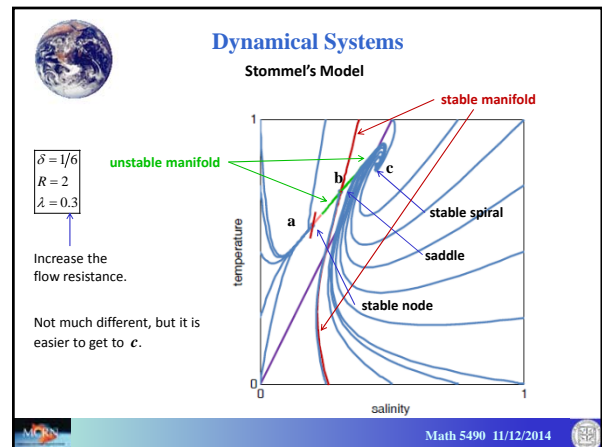 Dynamical Systems
Stommel's Model
stable manifold
δ = 1/6
R = 2
λ = 0.3
unstable manifold
b
c
a
stable spiral
saddle
stable node
Increase the
flow resistance.
Not much different, but it is
easier to get to c.
1
temperature
0
0
1
salinity
MCRN
Math 5490 11/12/2014